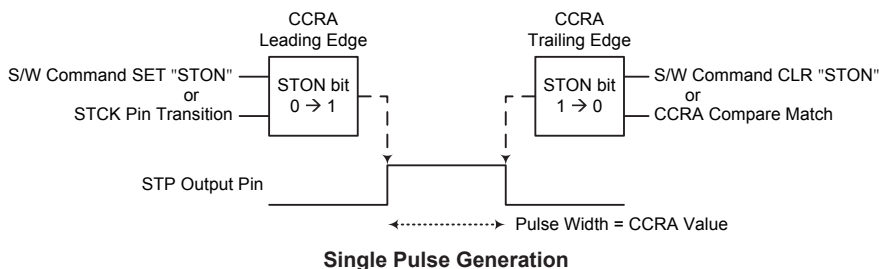 CCRA
Leading Edge
S/W Command SET "STON"
or
STCK Pin Transition
STON bit
0 → 1
CCRA
Trailing Edge
STON bit
1 → 0
S/W Command CLR "STON"
or
CCRA Compare Match
STP Output Pin
Pulse Width = CCRA Value
Single Pulse Generation